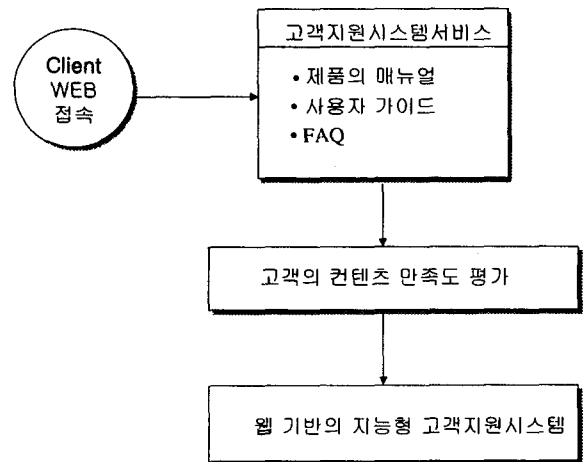 Client
WEB
접속
고객지원시스템서비스
• 제품의 매뉴얼
• 사용자 가이드
• FAQ
고객의 컨텐츠 만족도 평가
웹 기반의 지능형 고객지원시스템